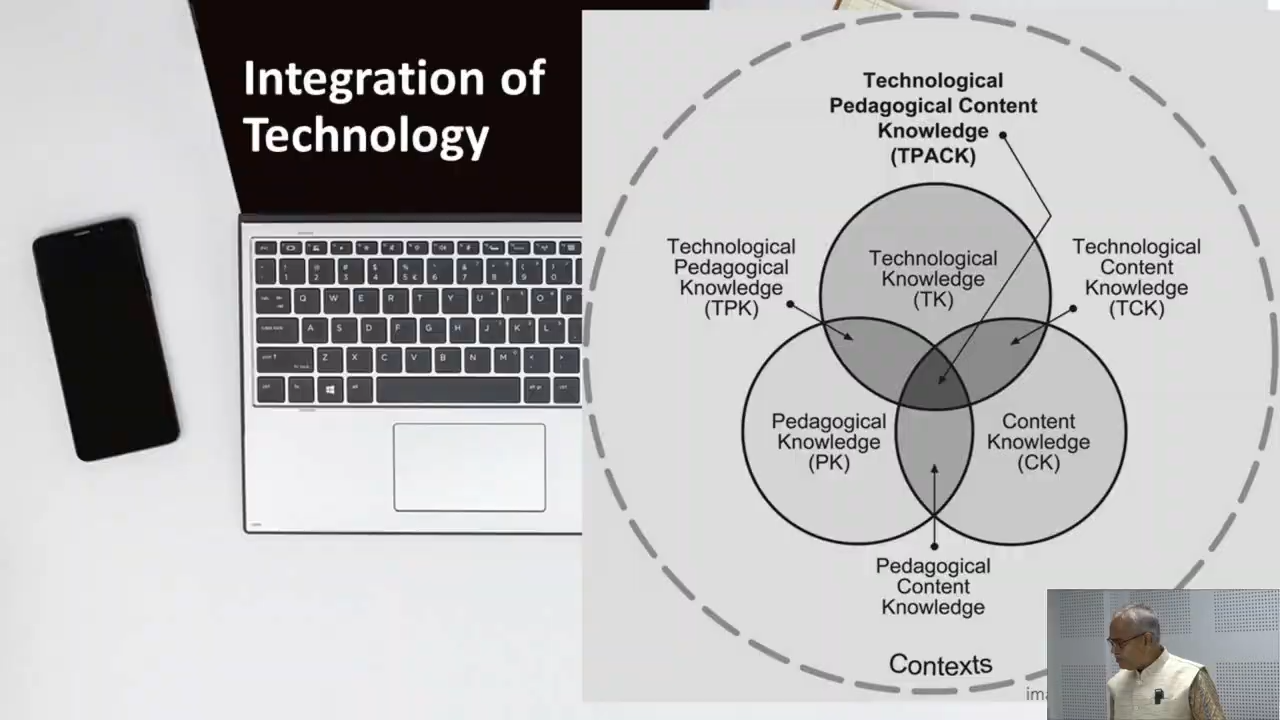 Integration of
Technology
Technological
Pedagogical Content
Knowledge
(TPACK)
Technological
Pedagogical
Knowledge
(TPK)
Technological
Knowledge
(TK)
Technological
Content
Knowledge
(TCK)
Pedagogical
Knowledge
(PK)
Content
Knowledge
(CK)
Pedagogical
Content
Knowledge
Contexts